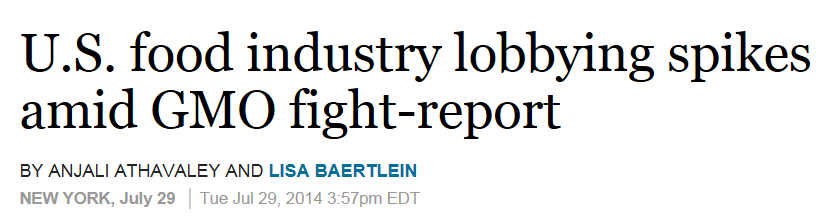 U.S. food industry lobbying spikes
amid GMO fight-report
BY ANJALI ATHAVALEY AND LISA BAERTLEIN
NEW YORK, July 29 | Tue Jul 29, 2014 3:57pm EDT